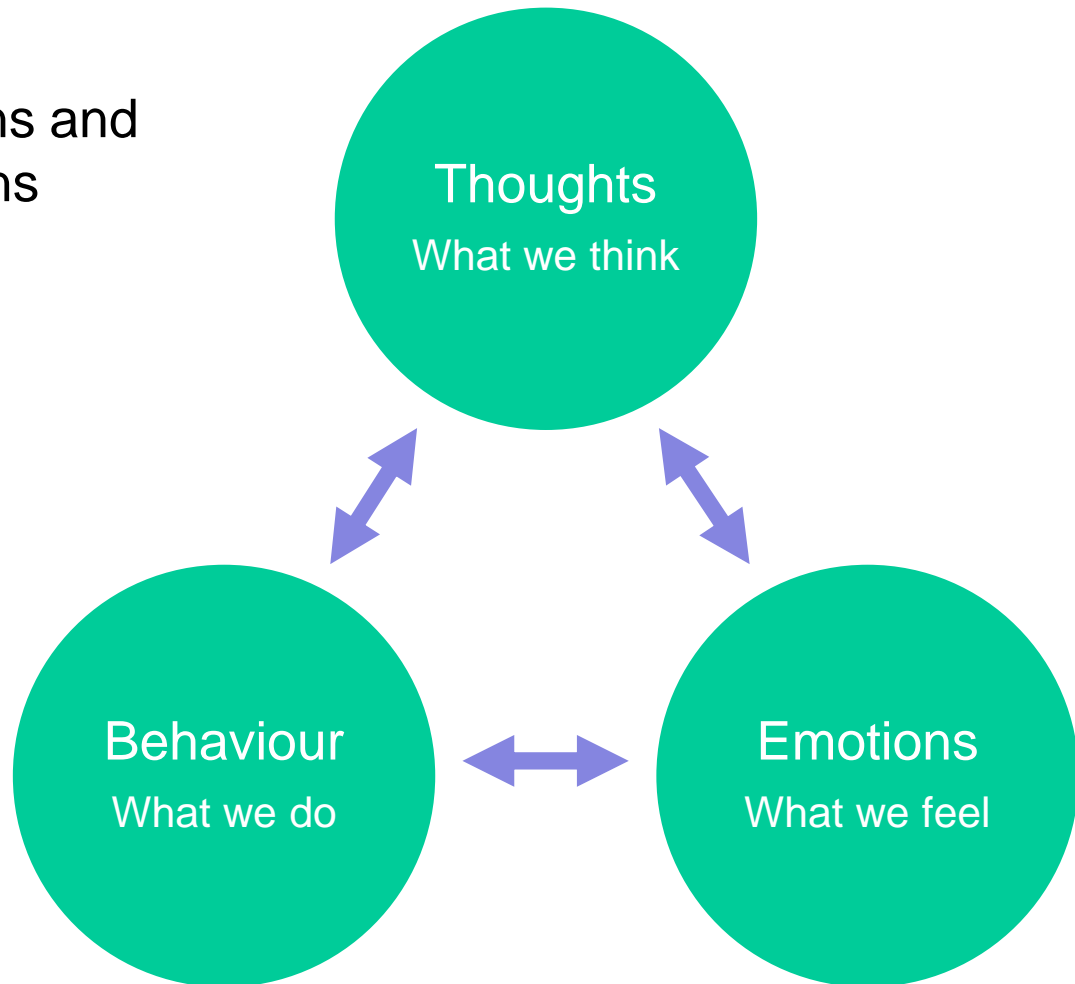 ns and
ns
Thoughts
What we think
Behaviour
What we do
Emotions
What we feel